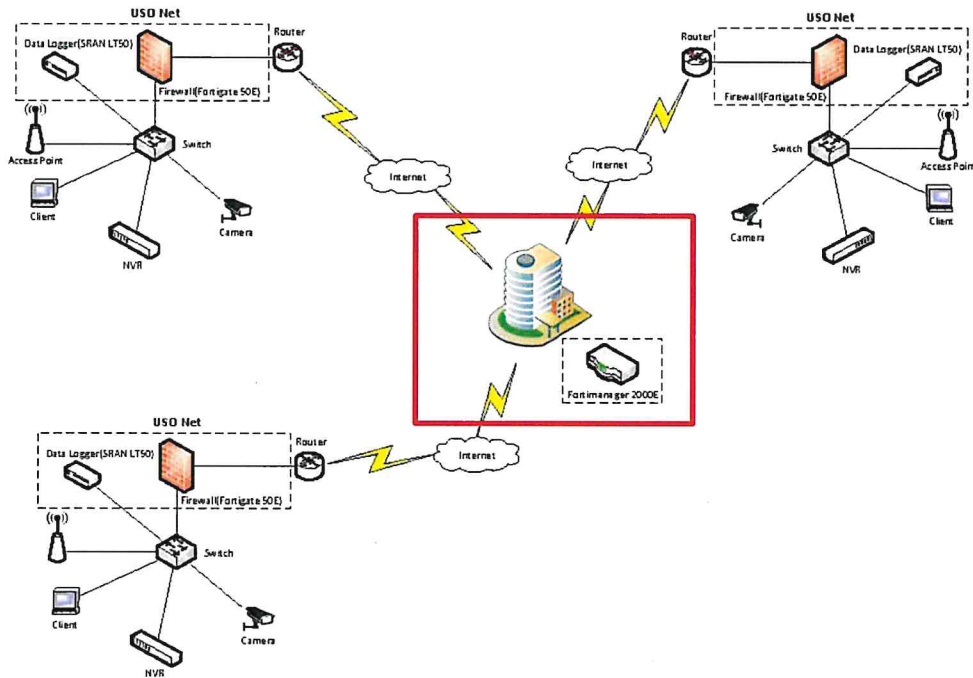 USO Net
Data Logger(SRAN LT50)
Router
Firewall(Fortigate 50E)
Switch
Access Point
Client
Camera
NVR
Internet
USO Net
Router
Data Logger(SRAN LT50)
Firewall(Fortigate 50E)
Switch
Access Point
Internet
Camera
Client
NVR
Fortimanager 2000E
USO Net
Data Logger(SRAN LT50)
Router
Internet
Firewall(Fortigate 50E)
Switch
Client
Camera
NVR